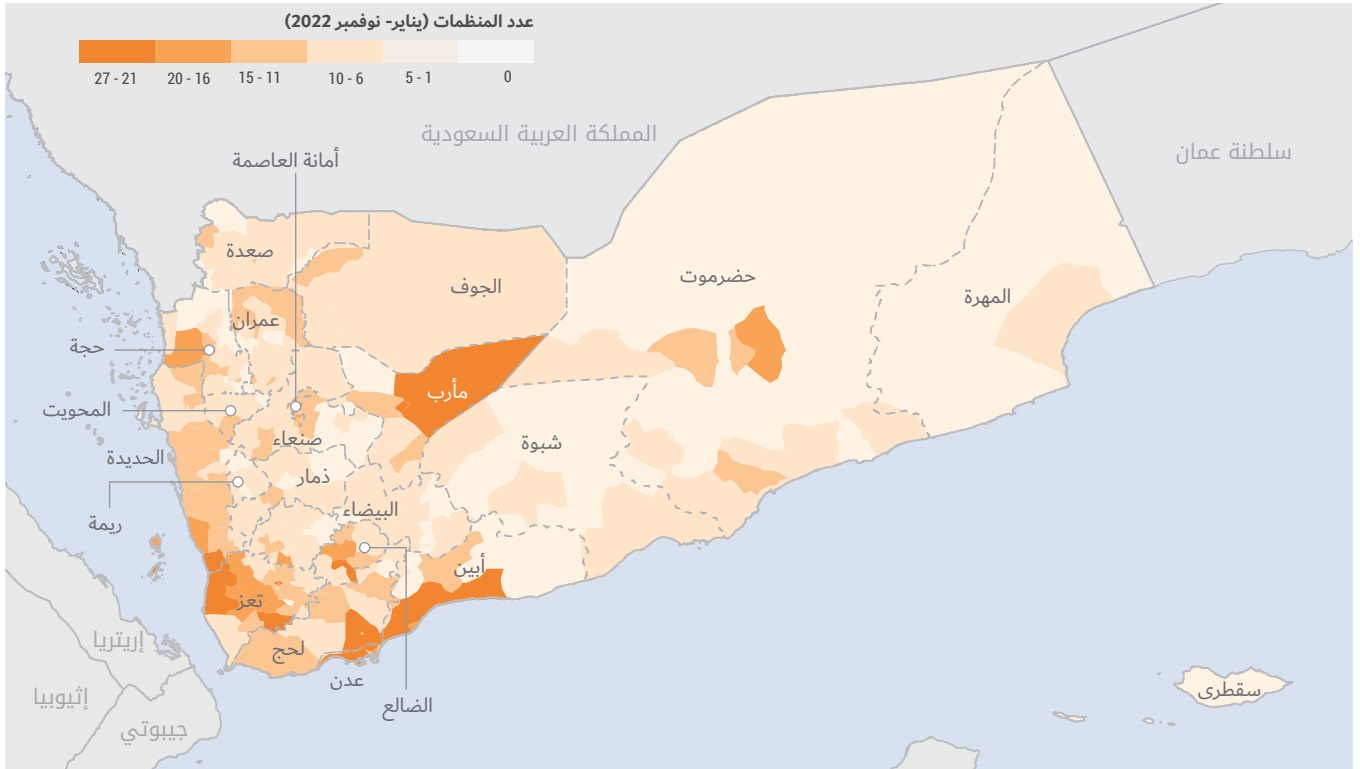 عدد المنظمات (يناير- نوفمبر 2022)
27 - 21
20 - 16
15 - 11
10 - 6
5 - 1
0
المملكة العربية السعودية
سلطنة عمان
أمانة العاصمة
صعدة
حضرموت
الجوف
المهرة
عمران
حجة
مأرب
المحويت
صنعاء
شبوة
الحديدة
ذمار
البيضاء
ريمة
أبين
تعز
إريتريا
لحج
عدن
سقطرى
إثيوبيا
الضالع
جيبوتي